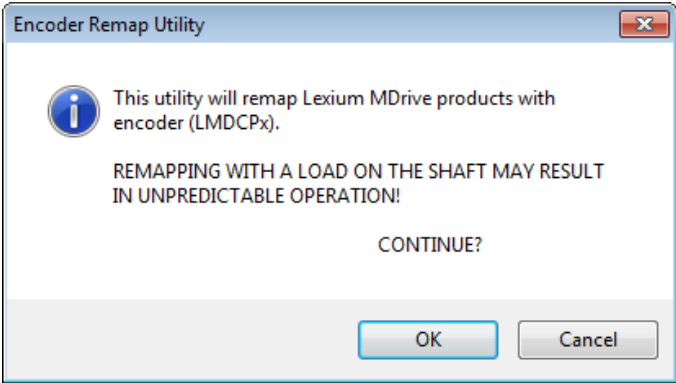 Encoder Remap Utility
This utility will remap Lexium MDrive products with
encoder (LMDCPx).
REMAPPING WITH A LOAD ON THE SHAFT MAY RESULT
IN UNPREDICTABLE OPERATION!
CONTINUE?
OK
Cancel